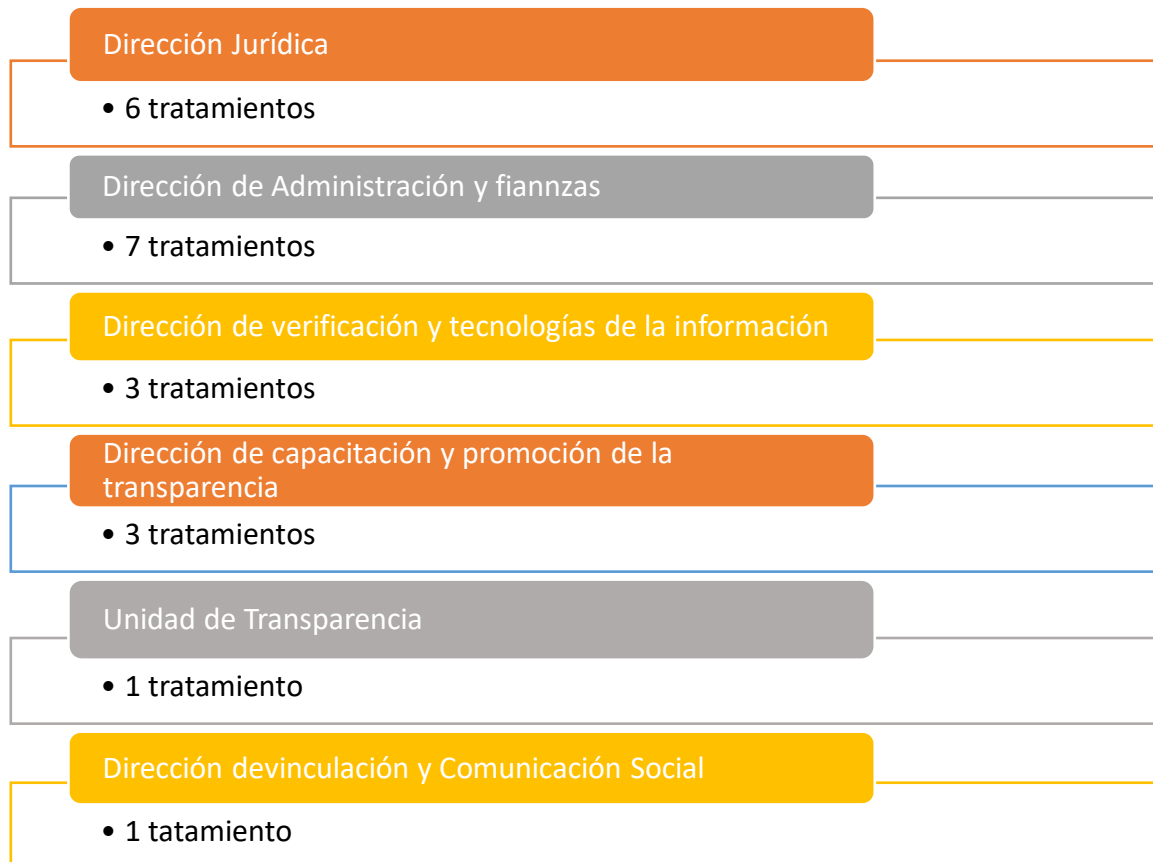 Dirección Jurídica
• 6 tratamientos
Dirección de Administración y fiannzas
• 7 tratamientos
Dirección de verificación y tecnologías de la información
• 3 tratamientos
Dirección de capacitación y promoción de la
transparencia
• 3 tratamientos
Unidad de Transparencia
• 1 tratamiento
Dirección devinculación y Comunicación Social
• 1 tatamiento